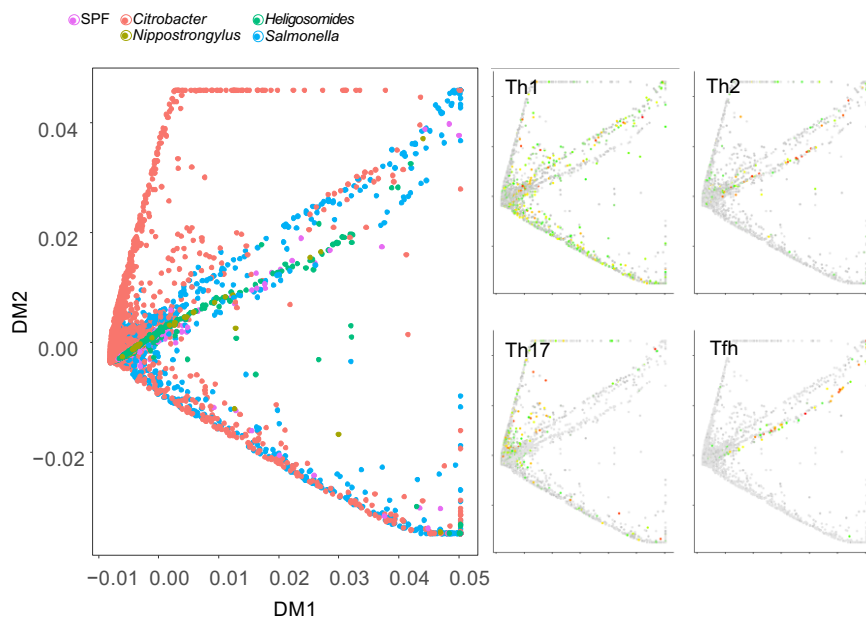 SPF Citrobacter Heligosomides
Nippostrongylus Salmonella
Th1 Th2
0.04
0.02
DM2
0.00
Th17 Tfh
−0.02
−0.01 0.00 0.01 0.02 0.03 0.04 0.05
DM1